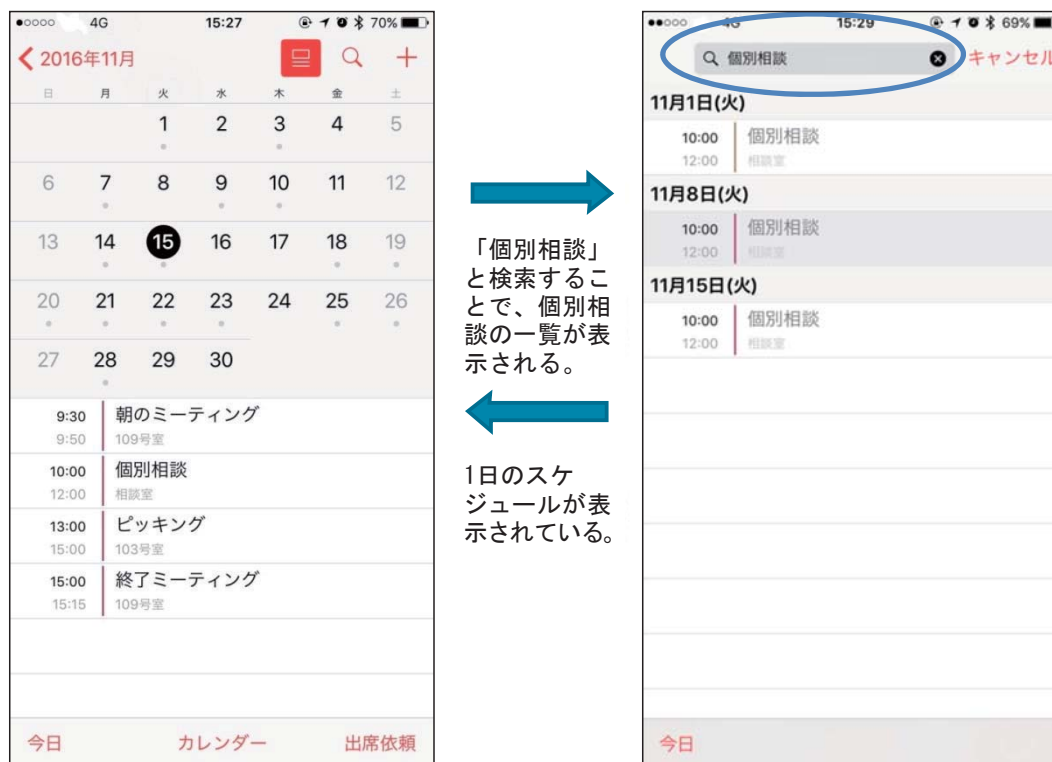 4G 15:27 70%
2016年11月
日 月 火 水 木 金 土
1 2 3 4 5
6 7 8 9 10 11 12
13 14 15 16 17 18 19
20 21 22 23 24 25 26
27 28 29 30
9:30 朝のミーティング
9:50 109号室
10:00 個別相談
12:00 相談室
13:00 ピッキング
15:00 103号室
15:00 終了ミーティング
15:15 109号室
今日 カレンダー 出席依頼
「個別相談」
と検索するこ
とで、個別相
談の一覧が表
示される。
1日のスケ
ジュールが表
示されている。
4G 15:29 69%
個別相談 キャンセル
11月1日(火)
10:00 個別相談
12:00 相談室
11月8日(火)
10:00 個別相談
12:00 相談室
11月15日(火)
10:00 個別相談
12:00 相談室
今日